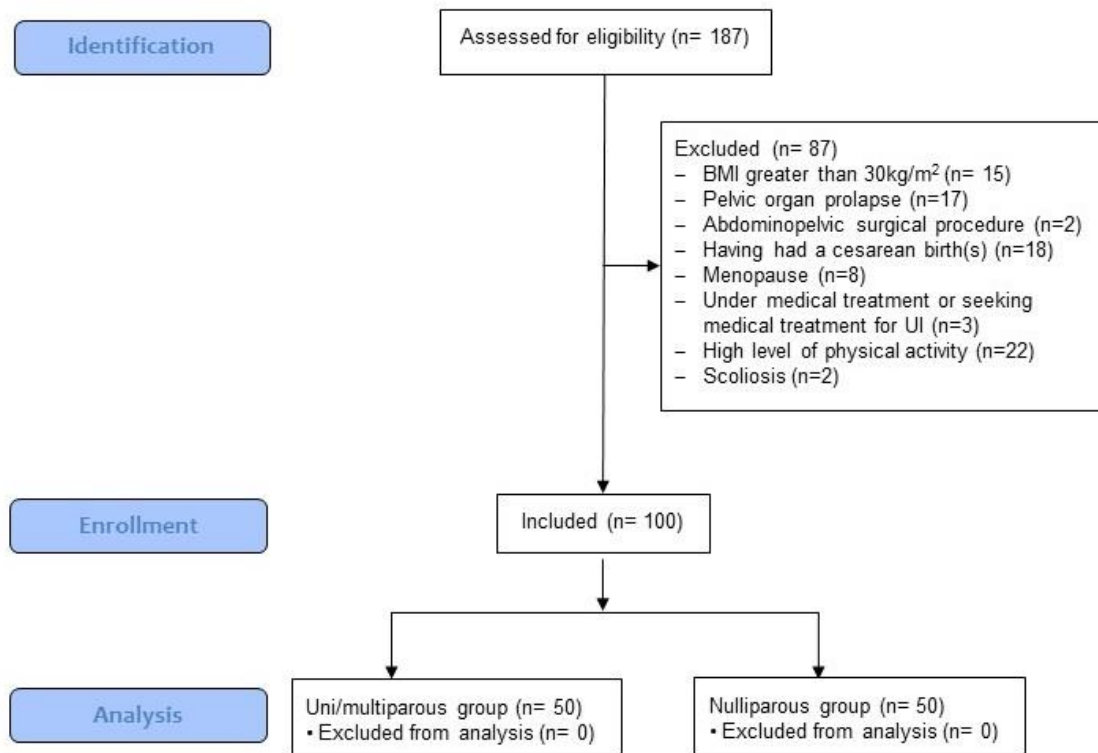 Identification
Assessed for eligibility (n= 187)
Excluded (n= 87)
– BMI greater than 30kg/m² (n= 15)
– Pelvic organ prolapse (n=17)
– Abdominopelvic surgical procedure (n=2)
– Having had a cesarean birth(s) (n=18)
– Menopause (n=8)
– Under medical treatment or seeking
medical treatment for UI (n=3)
– High level of physical activity (n=22)
– Scoliosis (n=2)
Enrollment
Included (n= 100)
Analysis
Uni/multiparous group (n= 50)
• Excluded from analysis (n= 0)
Nulliparous group (n= 50)
• Excluded from analysis (n= 0)